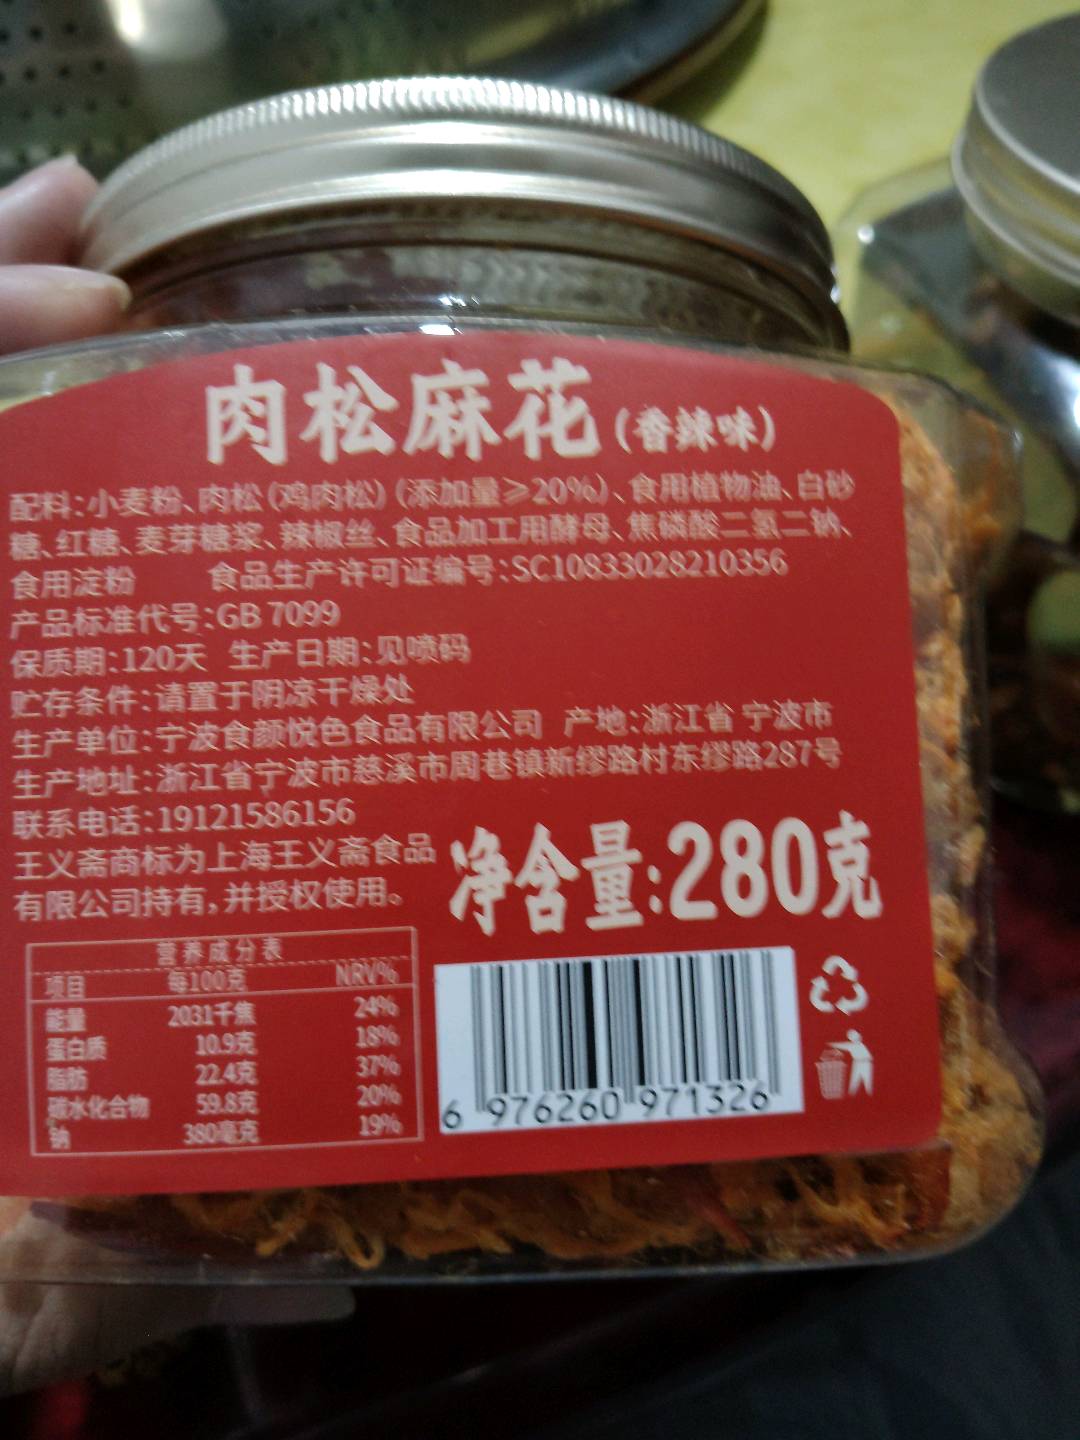 肉松麻花(香辣味)
配料:小麦粉、肉松(鸡肉松)(添加量≥20%)、食用植物油、白砂
糖、红糖、麦芽糖浆、辣椒丝、食品加工用酵母、焦磷酸二氢二钠、
食用淀粉 食品生产许可证编号:SC10833028210356
产品标准代号:GB 7099
保质期:120天 生产日期:见喷码
贮存条件:请置于阴凉干燥处
生产单位:宁波食颜悦色食品有限公司 产地:浙江省 宁波市
生产地址:浙江省宁波市慈溪市周巷镇新缪路村东缪路287号
联系电话:19121586156
王义斋商标为上海王义斋食品
有限公司持有,并授权使用。
净含量:280克
营养成分表
项目 每100克 NRV%
能量 2031千焦 24%
蛋白质 10.9克 18%
脂肪 22.4克 37%
碳水化合物 59.8克 20%
钠 380毫克 19%
6 976260 971326